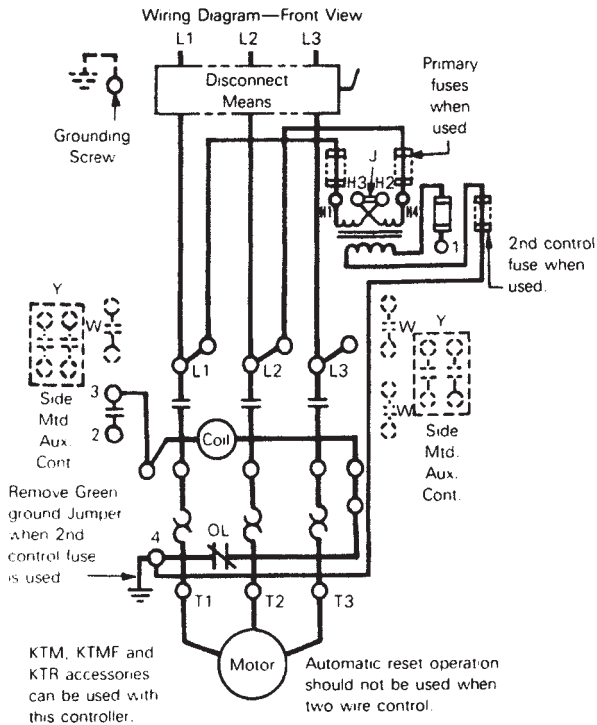 Wiring Diagram—Front View
L1 L2 L3
Disconnect
Means
Primary
fuses
when
used
Grounding
Screw
J
H3 H2
H1 H4
1
2nd control
fuse when
used.
Y
W
W
Y
L1 L2 L3
3
W
Side
Mtd
Aux.
Cont
2
Coil
Side
Mtd.
Aux.
Cont.
Remove Green
ground Jumper
when 2nd
control fuse
is used
4
OL
T1 T2 T3
Motor
KTM, KTMF and
KTR accessories
can be used with
this controller.
Automatic reset operation
should not be used when
two wire control.